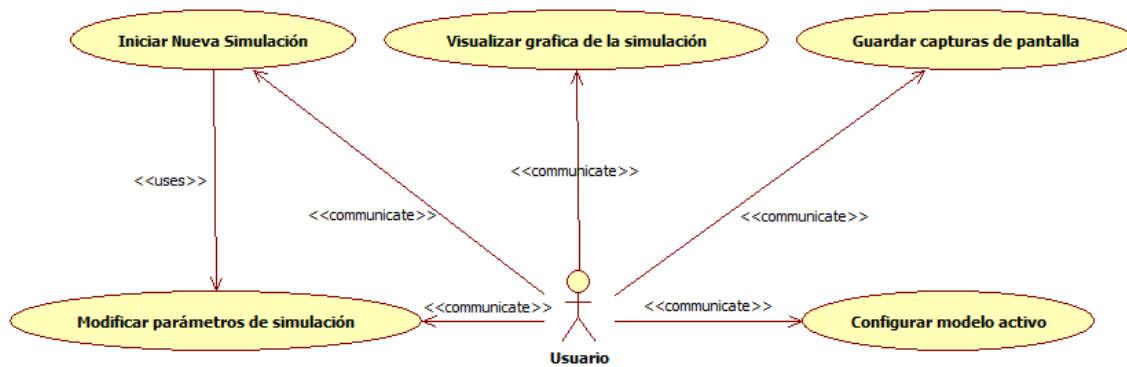 Iniciar Nueva Simulación
Visualizar grafica de la simulación
Guardar capturas de pantalla
<<uses>>
<<communicate>>
<<communicate>>
<<communicate>>
<<communicate>>
<<communicate>>
Modificar parámetros de simulación
Configurar modelo activo
Usuario